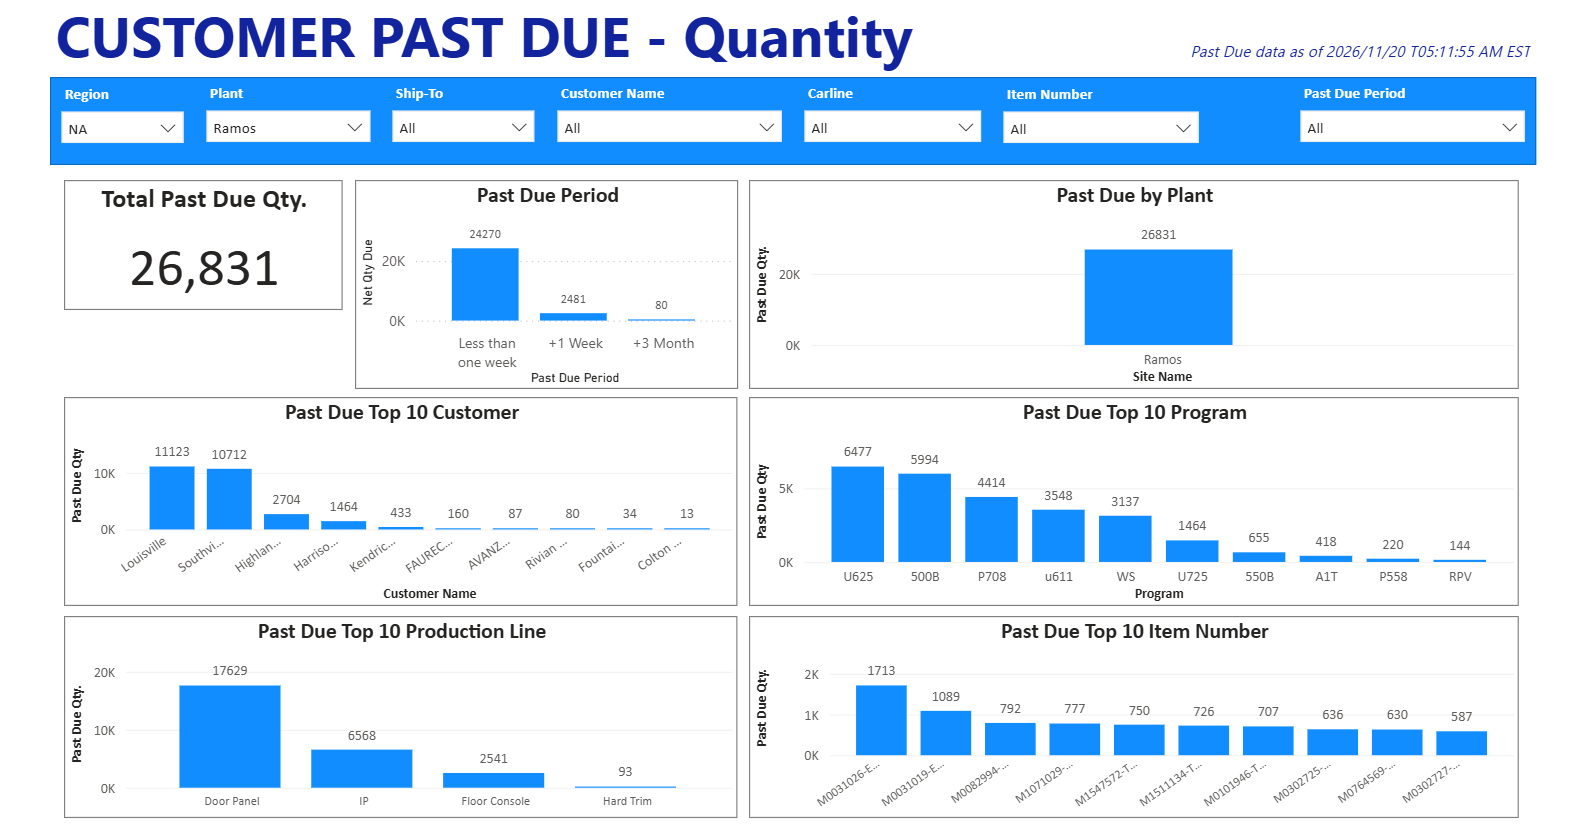 CUSTOMER PAST DUE - Quantity
Past Due data as of 2026/11/20 T05:11:55 AM EST
Region
Plant
Ship-To
Customer Name
Carline
Item Number
Past Due Period
NA
Ramos
All
All
All
All
All
Total Past Due Qty.
26,831
Past Due Period
Net Qty Due
20K
0K
24270
2481
80
Less than
one week
+1 Week
+3 Month
Past Due Period
Past Due by Plant
Past Due Qty.
20K
0K
26831
Ramos
Site Name
Past Due Top 10 Customer
Past Due Qty
10K
0K
11123
10712
2704
1464
433
160
87
80
34
13
Louisville
Southvi...
Highlan...
Harriso...
Kendric...
FAUREC...
AVANZ...
Rivian ...
Fountai...
Colton ...
Customer Name
Past Due Top 10 Program
Past Due Qty
5K
0K
6477
5994
4414
3548
3137
1464
655
418
220
144
U625
500B
P708
u611
WS
U725
550B
A1T
P558
RPV
Program
Past Due Top 10 Production Line
Past Due Qty.
20K
10K
0K
17629
6568
2541
93
Door Panel
IP
Floor Console
Hard Trim
Past Due Top 10 Item Number
Past Due Qty.
2K
1K
0K
1713
1089
792
777
750
726
707
636
630
587
M0031026-E...
M0031019-E...
M0082994-...
M1071029-...
M1547572-T...
M1511134-T...
M0101946-T...
M0302725-...
M0764569-...
M0302727-...